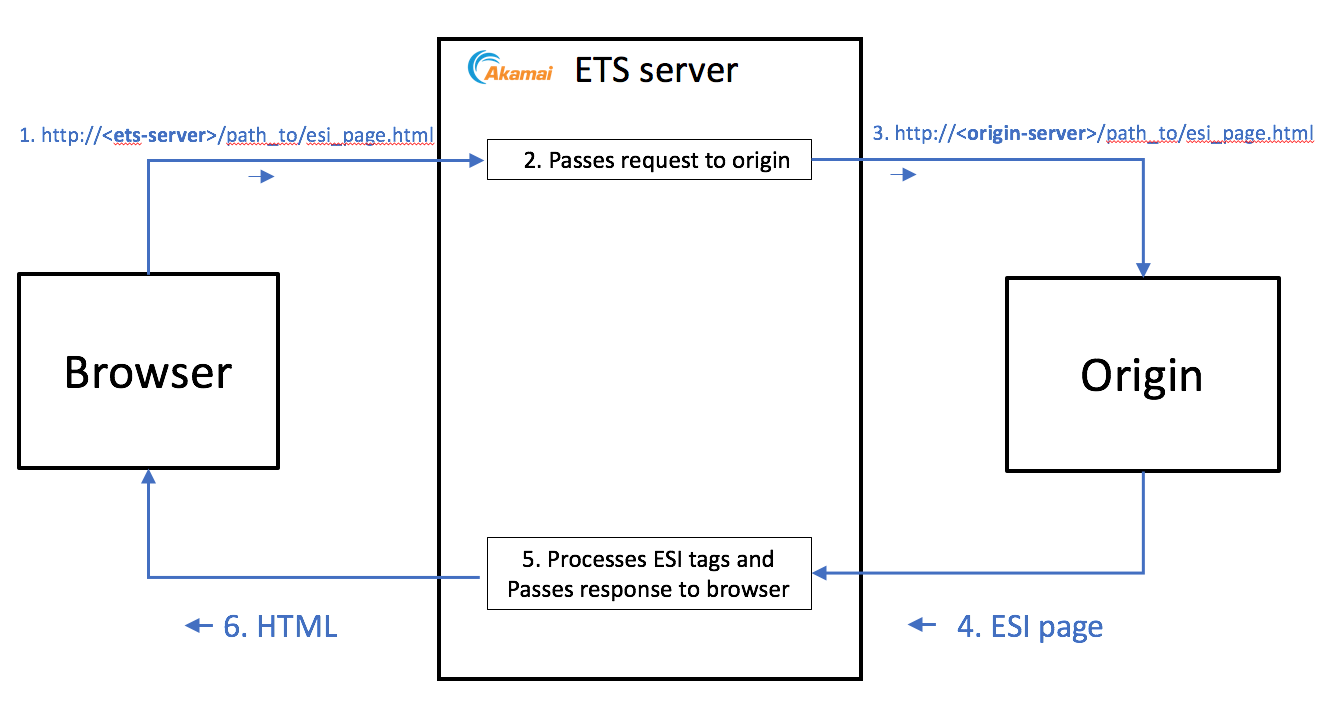 Akamai ETS server
1. http://<ets-server>/path_to/esi_page.html
3. http://<origin-server>/path_to/esi_page.html
2. Passes request to origin
Browser
Origin
5. Processes ESI tags and
Passes response to browser
6. HTML
4. ESI page